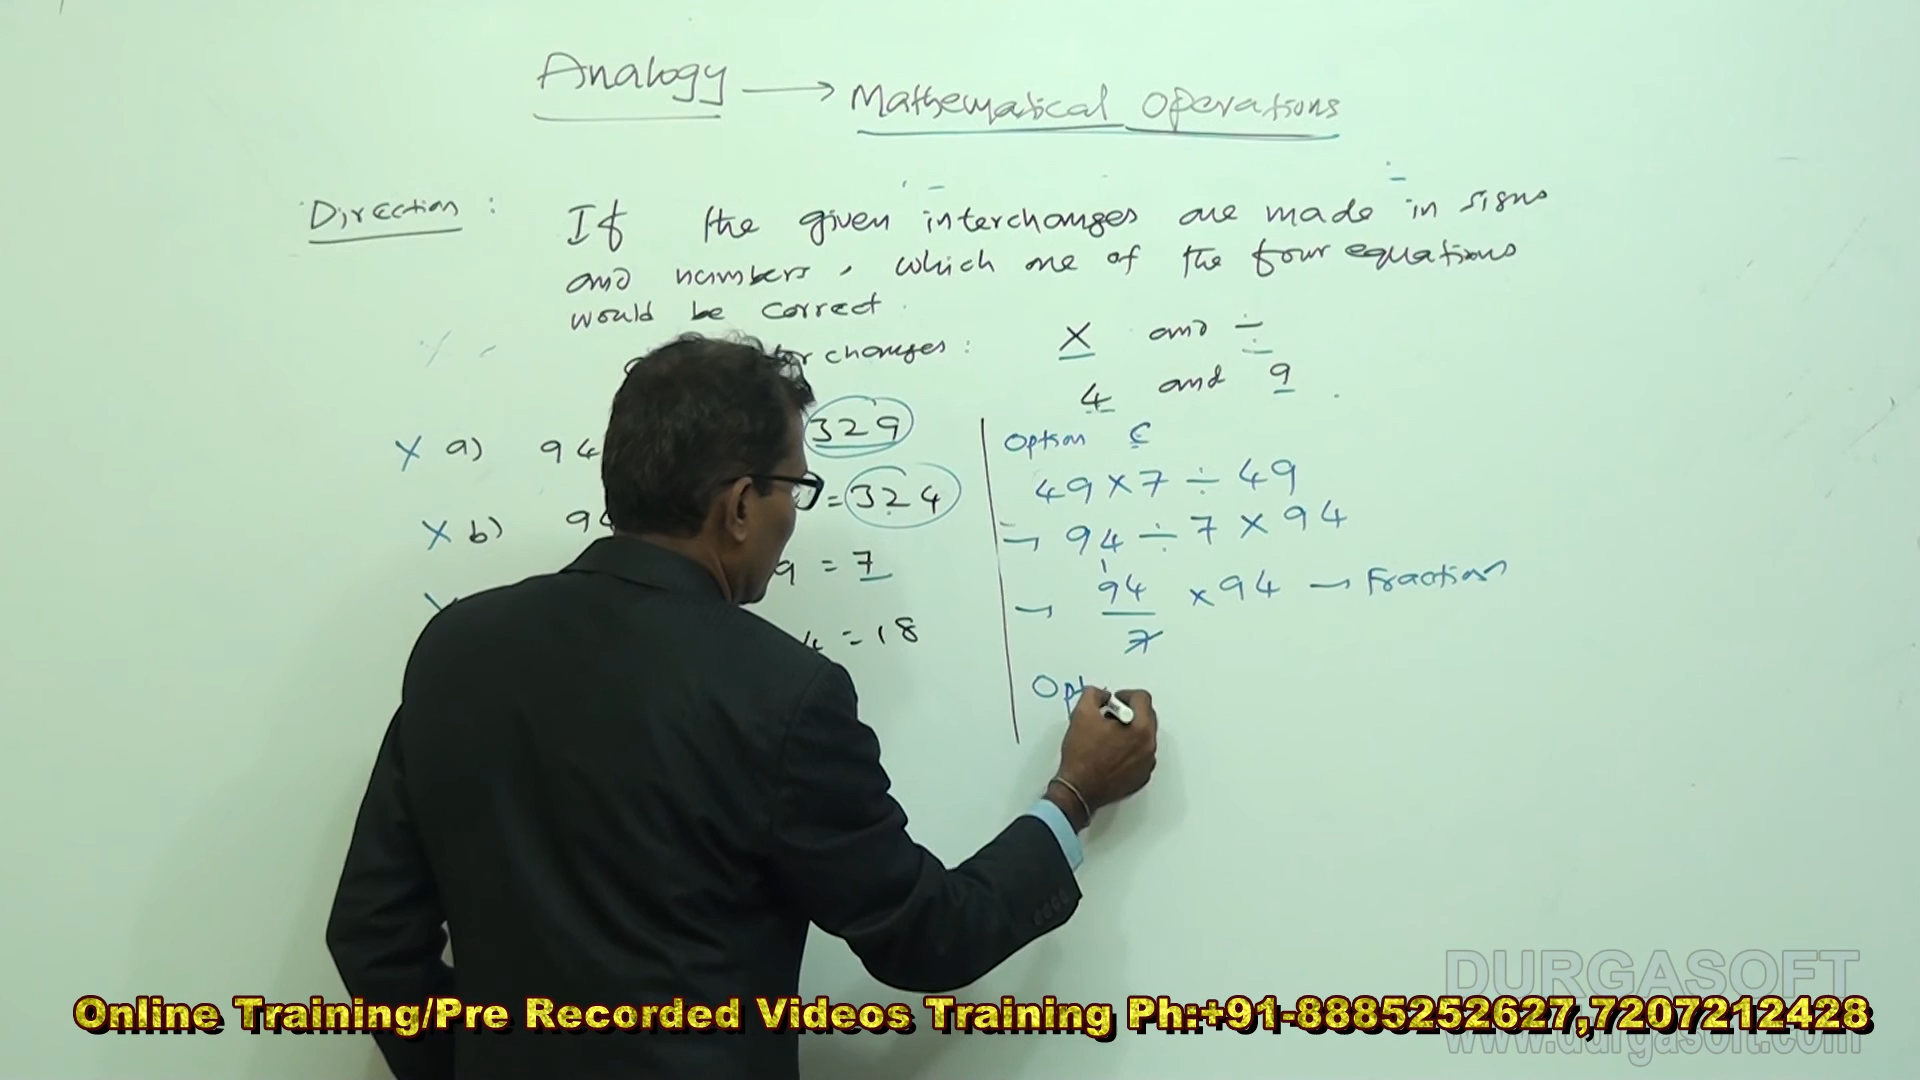 Analogy → Mathematical Operations
Direction : If the given interchanges are made in signs
and numbers, which one of the four equations
would be correct.
changes : × and ÷
4 and 9
× a) 94 329
× b) 94 = 324
9 = 7
4 = 18
Option C
49 × 7 ÷ 49
→ 94 ÷ 7 × 94
→ 94/7 × 94 → Fraction
Opt
DURGASOFT
www.durgasoft.com
Online Training/Pre Recorded Videos Training Ph:+91-8885252627,7207212428